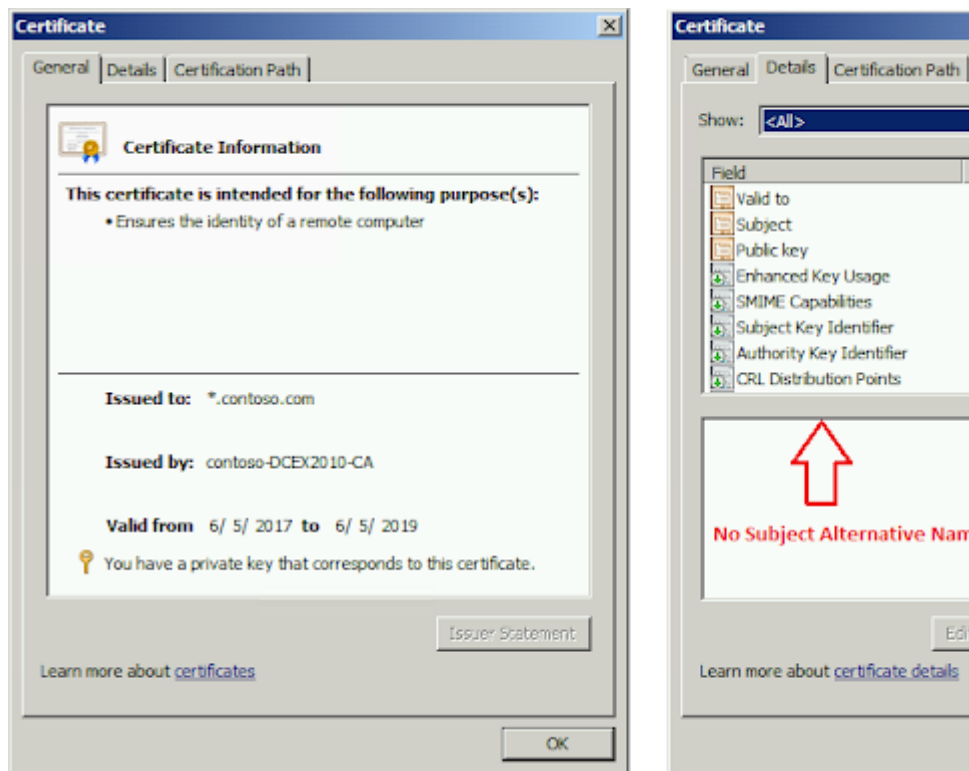 Certificate
General Details Certification Path
Certificate Information
This certificate is intended for the following purpose(s):
• Ensures the identity of a remote computer
Issued to: *.contoso.com
Issued by: contoso-DCEX2010-CA
Valid from 6/ 5/ 2017 to 6/ 5/ 2019
You have a private key that corresponds to this certificate.
Issuer Statement
Learn more about certificates
OK
Certificate
General Details Certification Path
Show: <All>
Field
Valid to
Subject
Public key
Enhanced Key Usage
SMIME Capabilities
Subject Key Identifier
Authority Key Identifier
CRL Distribution Points
No Subject Alternative Nam
Edi
Learn more about certificate details